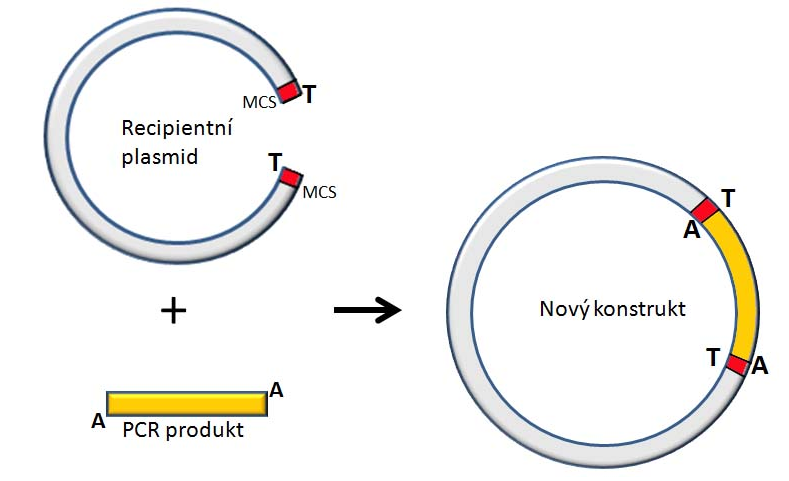 MCS T
Recipientní
plasmid
T
MCS
+
A
A
PCR produkt
T
A
Nový konstrukt
T A